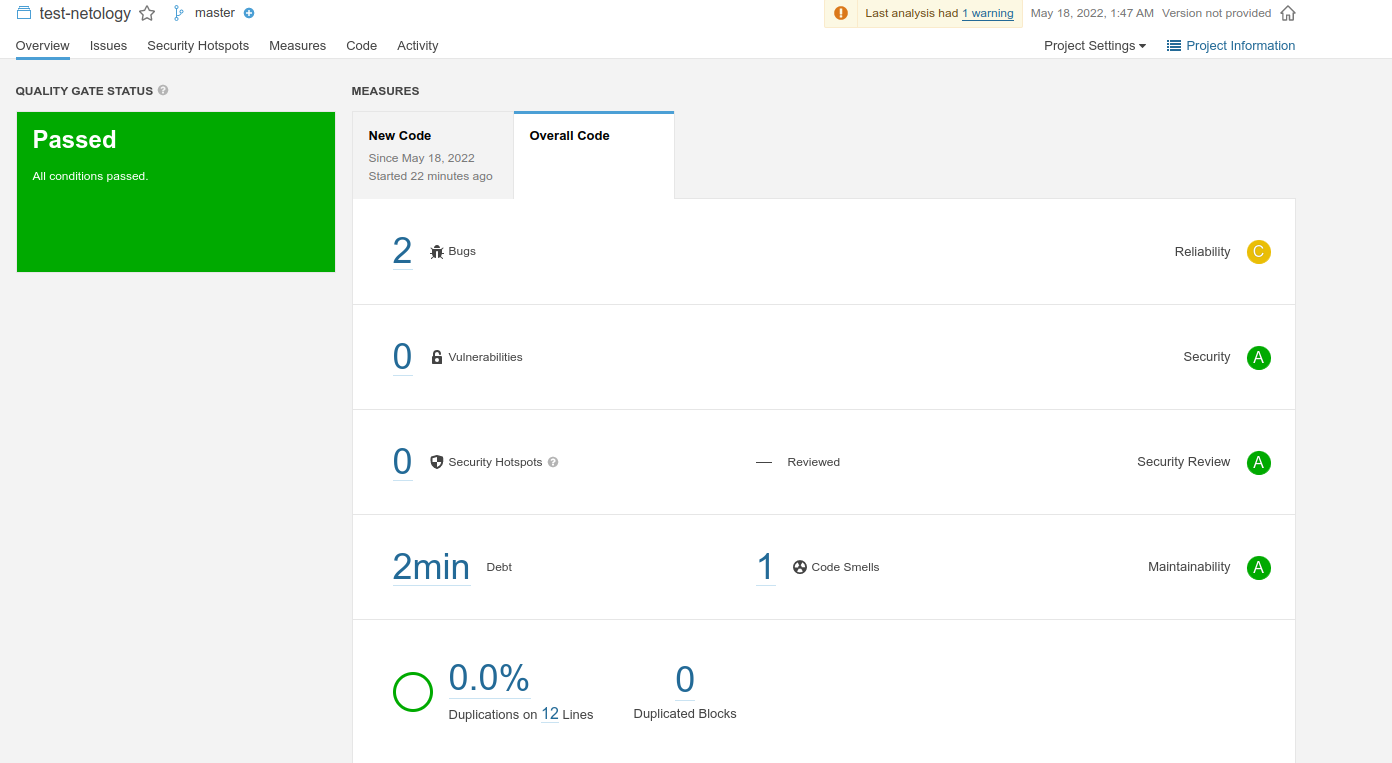 test-netology master
Last analysis had 1 warning May 18, 2022, 1:47 AM Version not provided
Overview Issues Security Hotspots Measures Code Activity
Project Settings Project Information
QUALITY GATE STATUS ?
Passed
All conditions passed.
MEASURES
New Code
Since May 18, 2022
Started 22 minutes ago
Overall Code
2 Bugs Reliability C
0 Vulnerabilities Security A
0 Security Hotspots ? — Reviewed Security Review A
2min Debt 1 Code Smells Maintainability A
0.0%
Duplications on 12 Lines
0
Duplicated Blocks